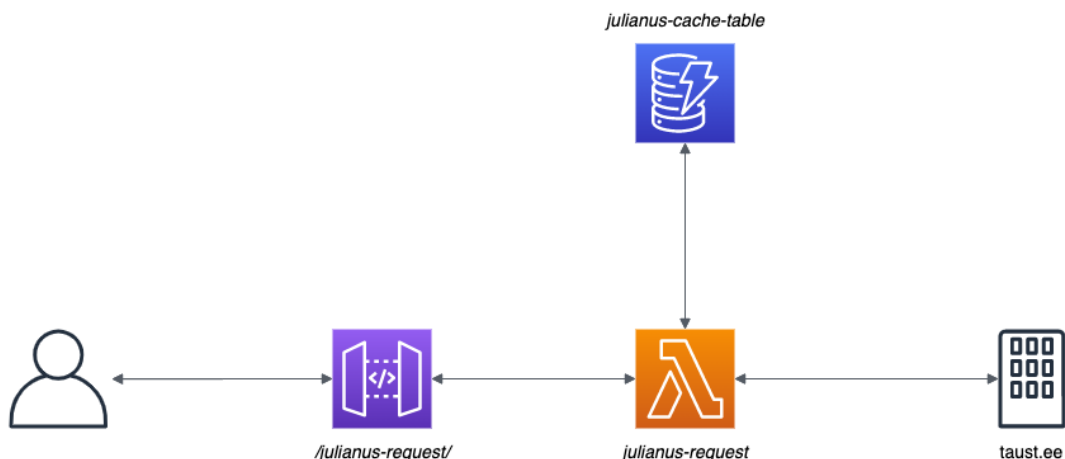 julianus-cache-table
</>
/julianus-request/
julianus-request
taust.ee